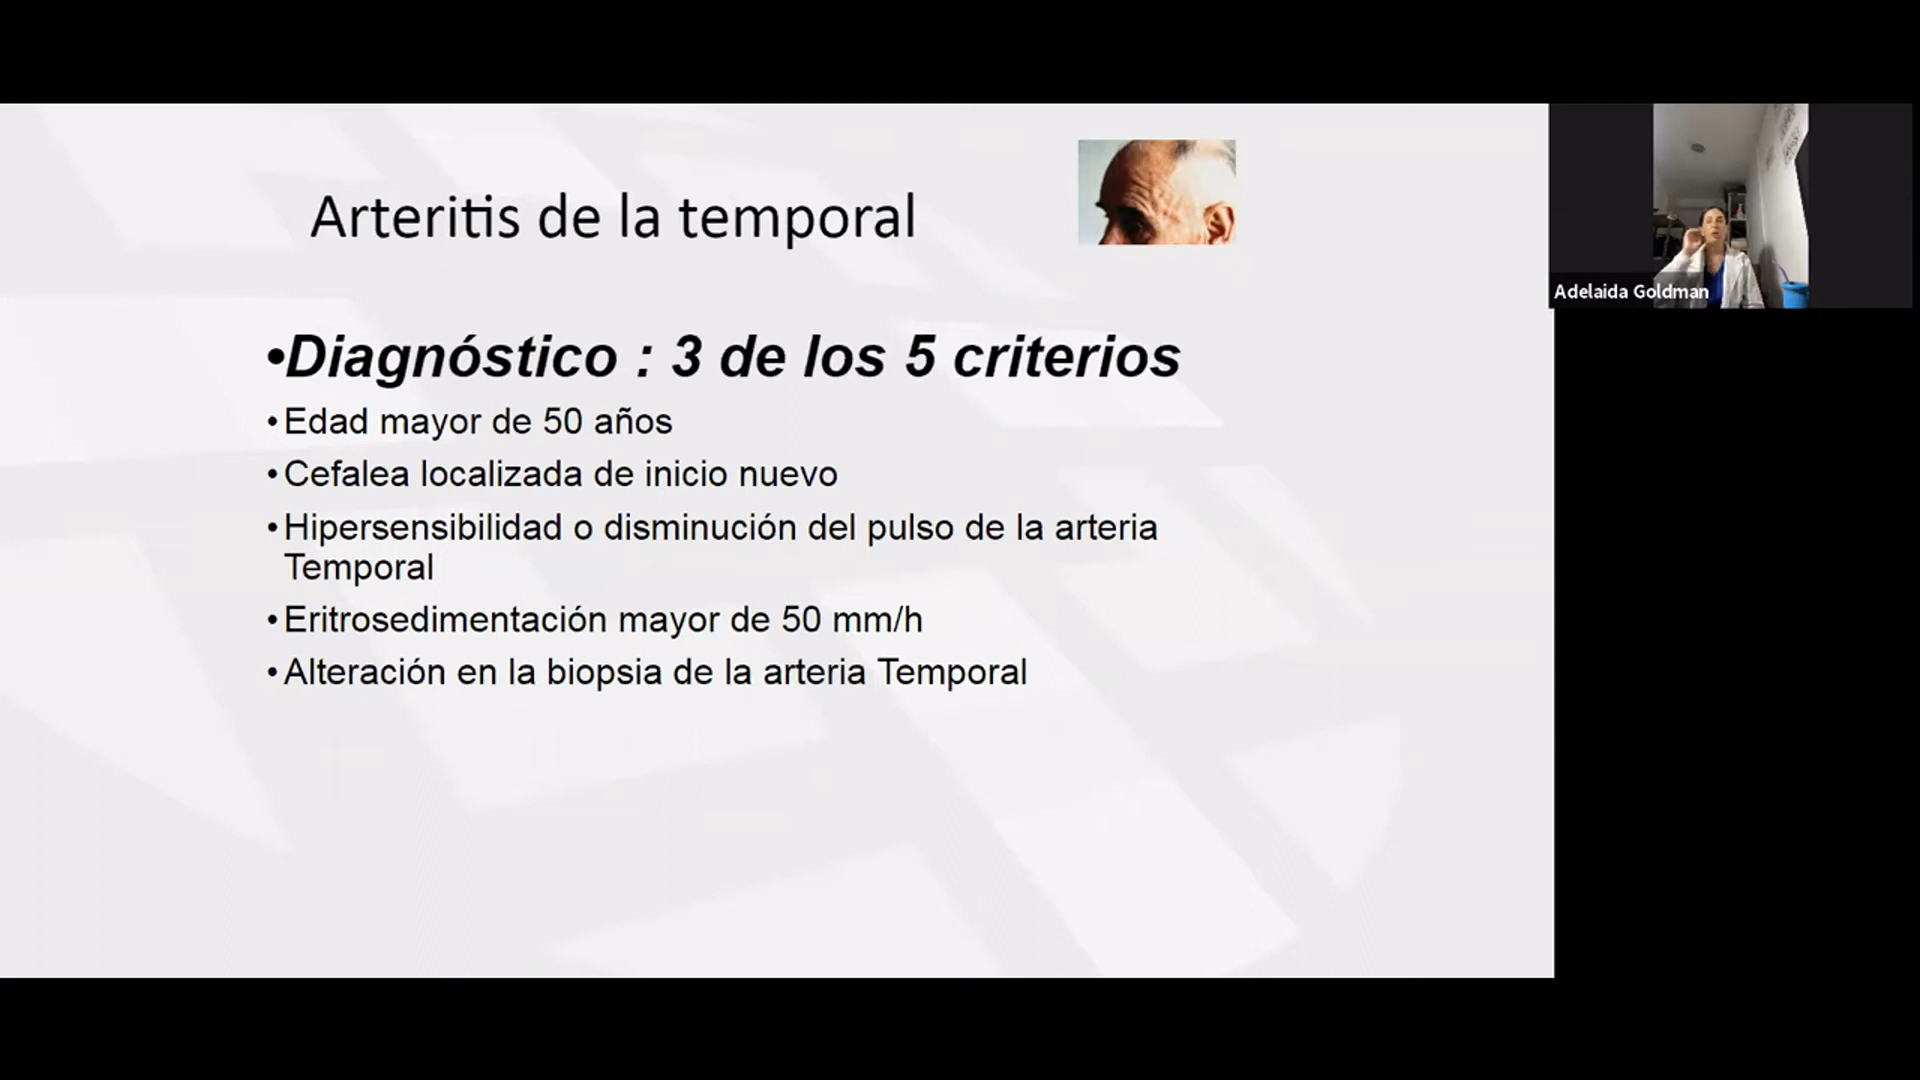 Arteritis de la temporal
Adelaida Goldman
•Diagnóstico : 3 de los 5 criterios
•Edad mayor de 50 años
•Cefalea localizada de inicio nuevo
•Hipersensibilidad o disminución del pulso de la arteria
Temporal
•Eritrosedimentación mayor de 50 mm/h
•Alteración en la biopsia de la arteria Temporal